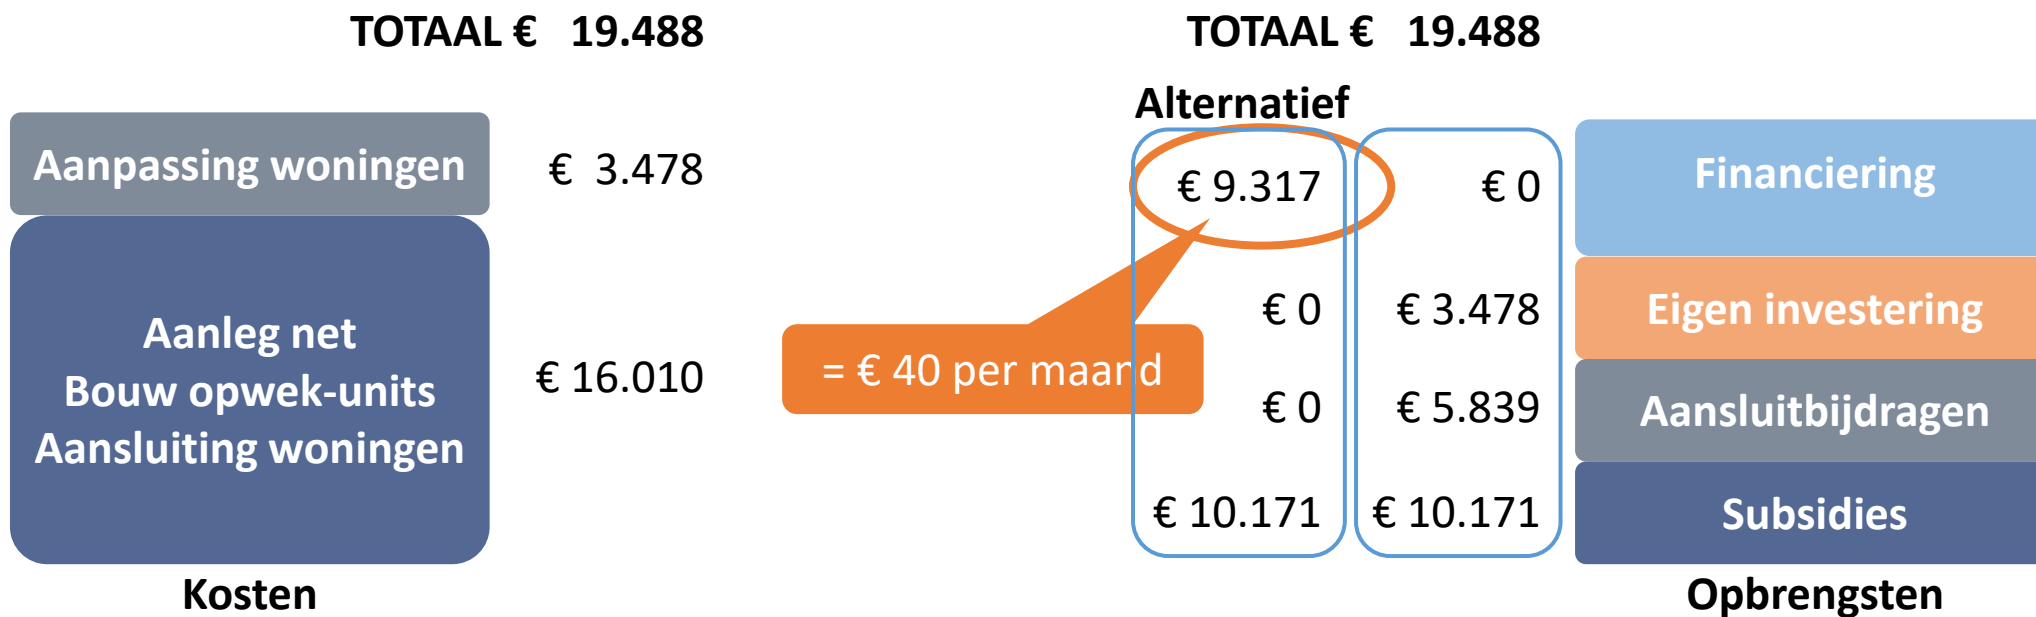 TOTAAL € 19.488
TOTAAL € 19.488
Alternatief
Aanpassing woningen
€ 3.478
€ 9.317
€ 0
Financiering
Aanleg net
Bouw opwek-units
Aansluiting woningen
€ 16.010
= € 40 per maand
€ 0
€ 3.478
Eigen investering
€ 0
€ 5.839
Aansluitbijdragen
€ 10.171
€ 10.171
Subsidies
Kosten
Opbrengsten